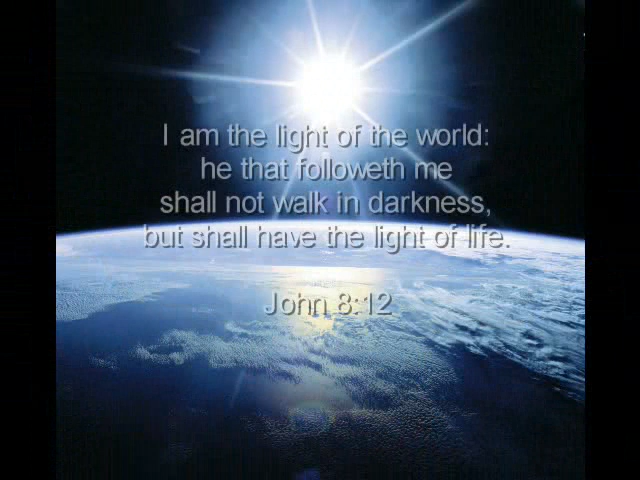 I am the light of the world:
he that followeth me
shall not walk in darkness,
but shall have the light of life.
John 8:12